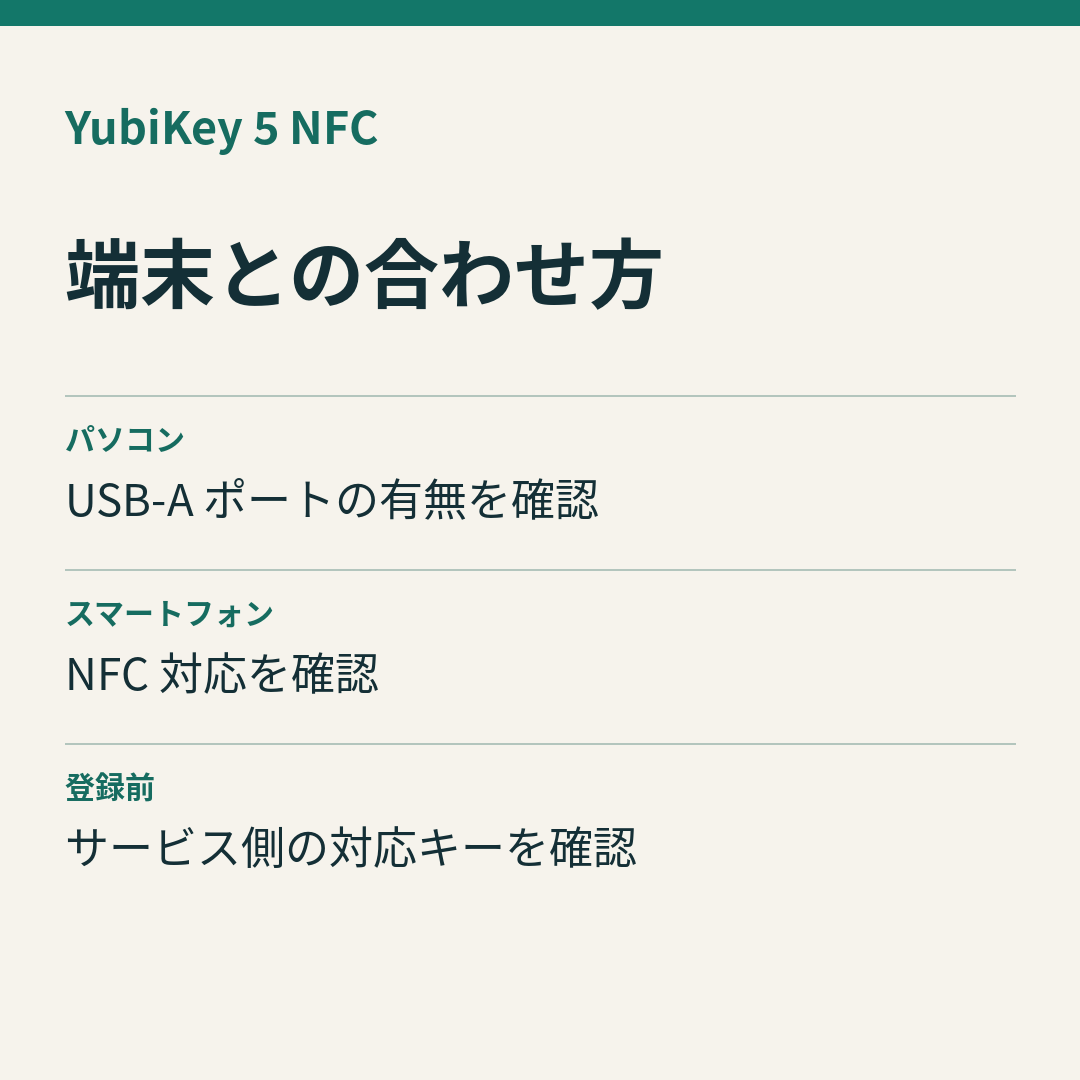 YubiKey 5 NFC
端末との合わせ方
パソコン
USB-A ポートの有無を確認
スマートフォン
NFC 対応を確認
登録前
サービス側の対応キーを確認